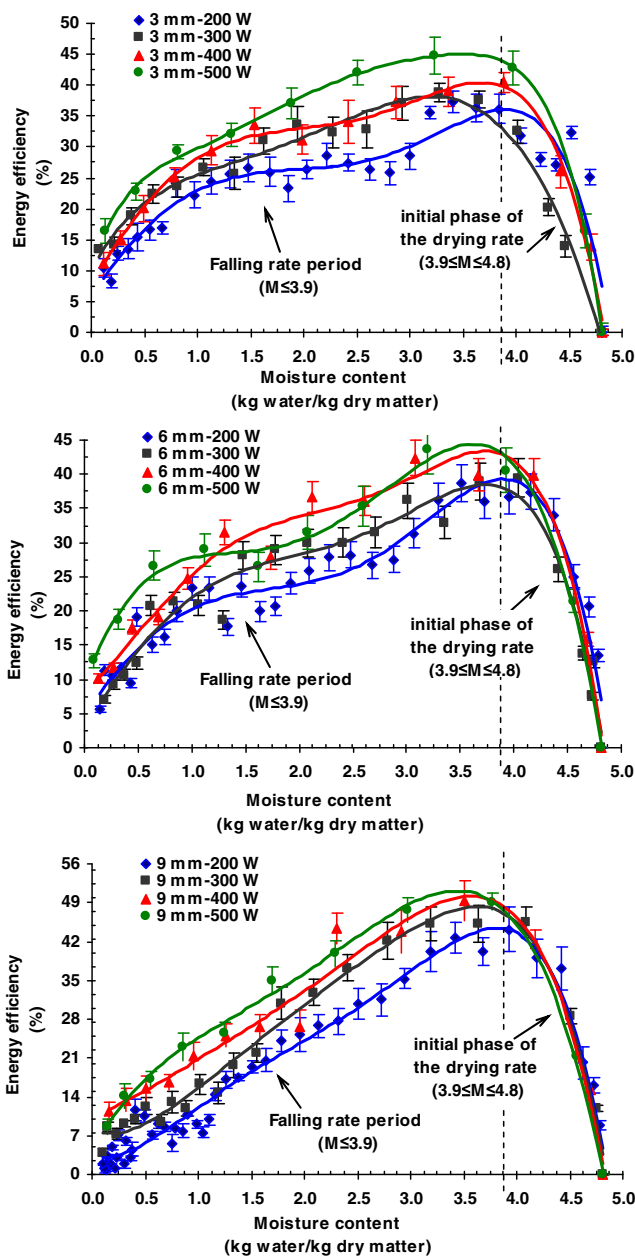 50
45
40
35
30
25
20
15
10
5
0
Energy efficiency
(%)
3 mm-200 W
3 mm-300 W
3 mm-400 W
3 mm-500 W
initial phase of
the drying rate
(3.9≤M≤4.8)
Falling rate period
(M≤3.9)
0.0 0.5 1.0 1.5 2.0 2.5 3.0 3.5 4.0 4.5 5.0
Moisture content
(kg water/kg dry matter)
45
40
35
30
25
20
15
10
5
0
Energy efficiency
(%)
6 mm-200 W
6 mm-300 W
6 mm-400 W
6 mm-500 W
initial phase of
the drying rate
(3.9≤M≤4.8)
Falling rate period
(M≤3.9)
0.0 0.5 1.0 1.5 2.0 2.5 3.0 3.5 4.0 4.5 5.0
Moisture content
(kg water/kg dry matter)
56
49
42
35
28
21
14
7
0
Energy efficiency
(%)
9 mm-200 W
9 mm-300 W
9 mm-400 W
9 mm-500 W
initial phase of
the drying rate
(3.9≤M≤4.8)
Falling rate period
(M≤3.9)
0.0 0.5 1.0 1.5 2.0 2.5 3.0 3.5 4.0 4.5 5.0
Moisture content
(kg water/kg dry matter)